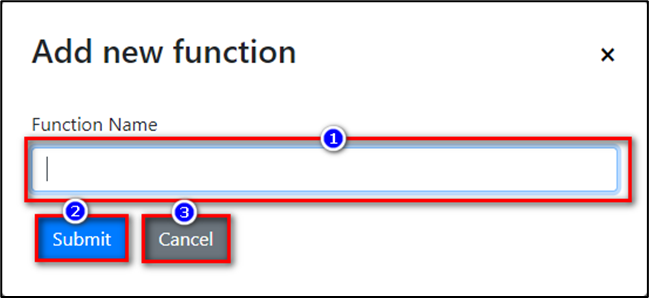 Add new function ×
Function Name
1
2 3
Submit Cancel